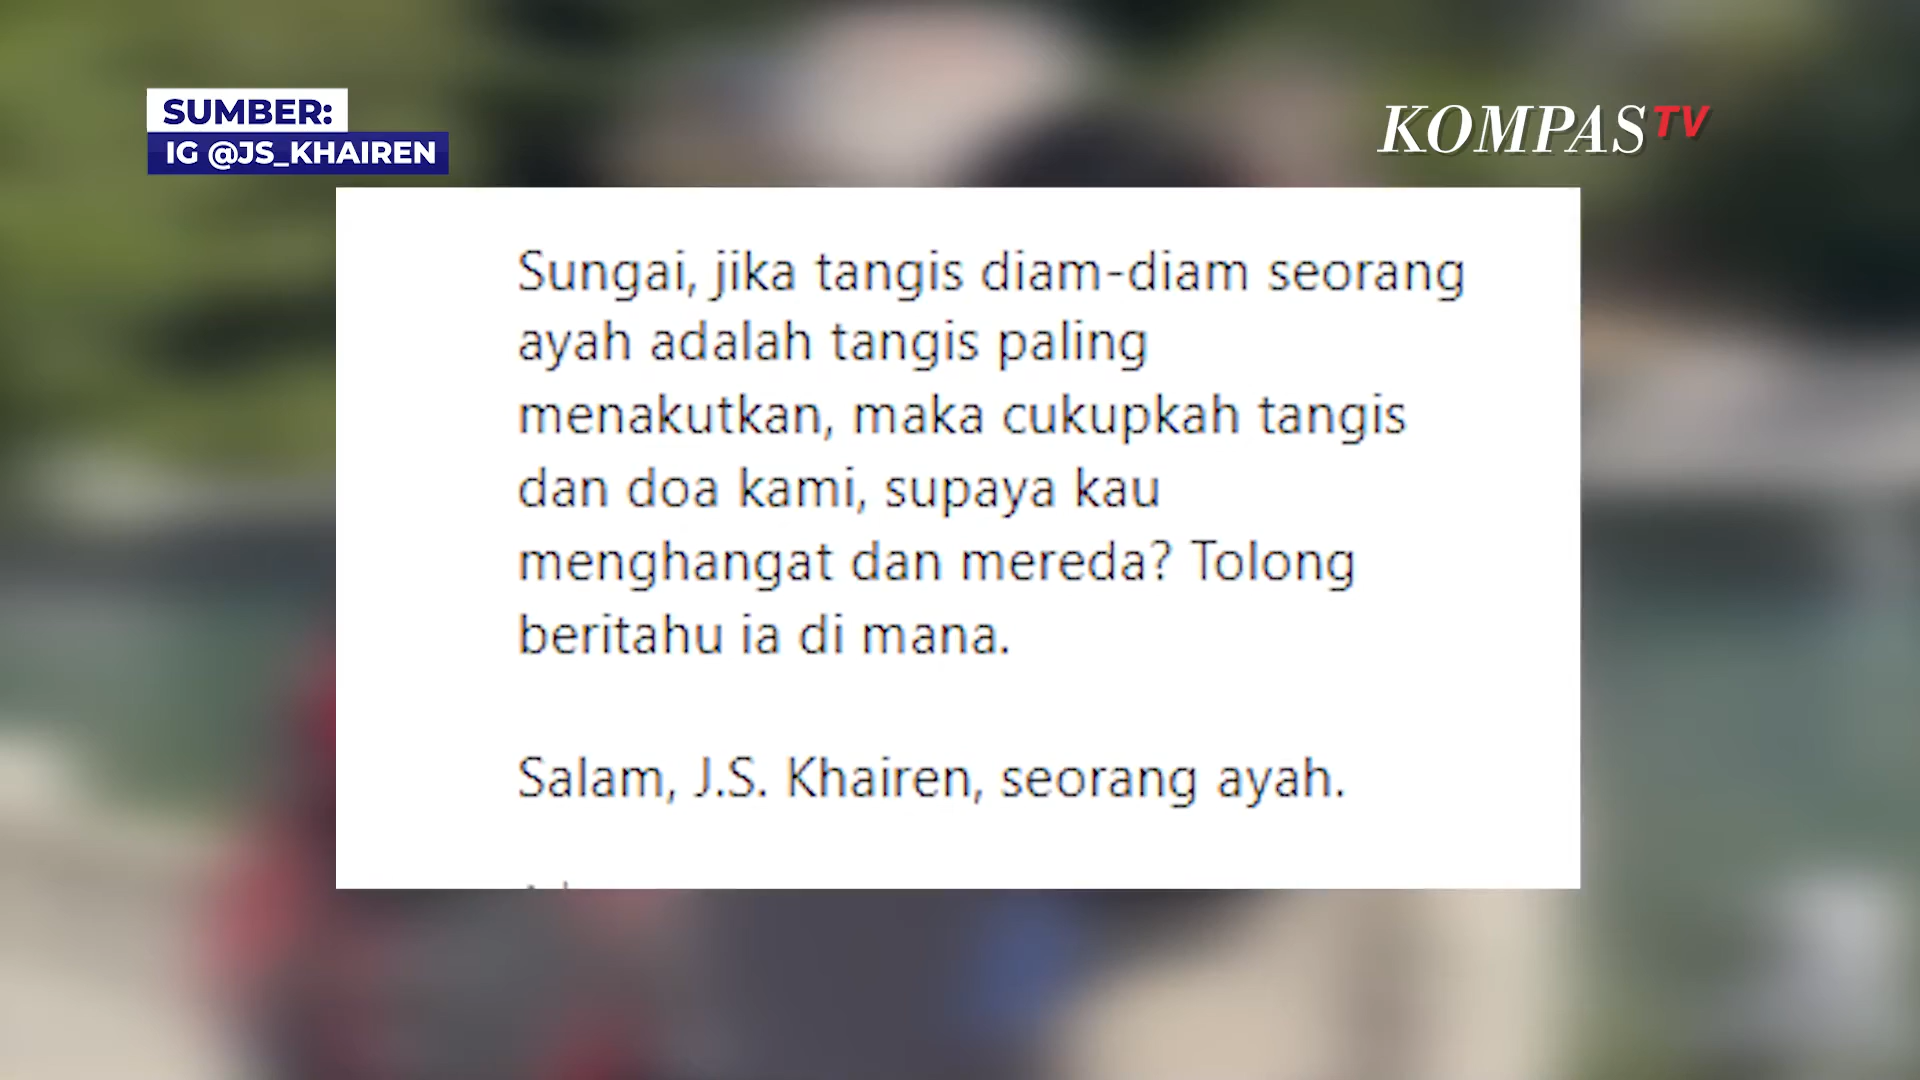 SUMBER:
IG @JS_KHAIREN
KOMPAS TV
Sungai, jika tangis diam-diam seorang
ayah adalah tangis paling
menakutkan, maka cukupkah tangis
dan doa kami, supaya kau
menghangat dan mereda? Tolong
beritahu ia di mana.
Salam, J.S. Khairen, seorang ayah.